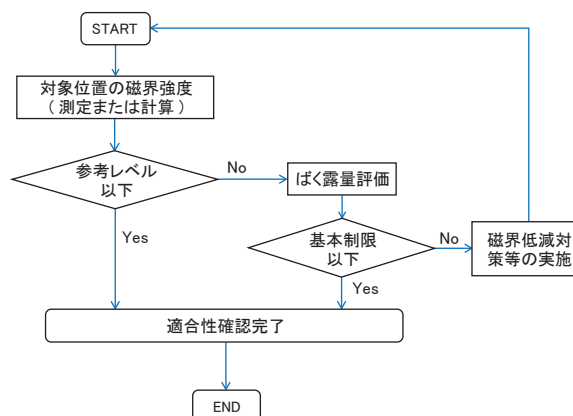 START
対象位置の磁界強度
（測定または計算）
参考レベル
以下
No
ばく露量評価
Yes
基本制限
以下
No
磁界低減対
策等の実施
Yes
適合性確認完了
END